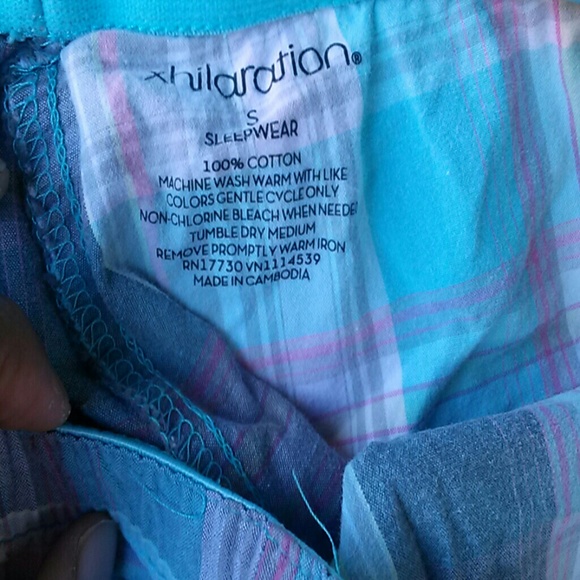 xhilaration®
S
SLEEPWEAR
100% COTTON
MACHINE WASH WARM WITH LIKE
COLORS GENTLE CYCLE ONLY
NON-CHLORINE BLEACH WHEN NEEDED
TUMBLE DRY MEDIUM
REMOVE PROMPTLY WARM IRON
RN17730 VN1114539
MADE IN CAMBODIA